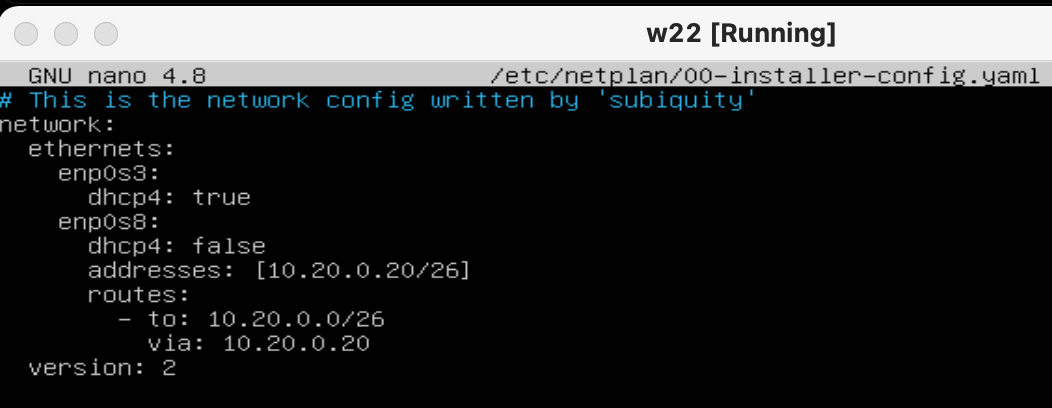 w22 [Running]
GNU nano 4.8 /etc/netplan/00-installer-config.yaml
# This is the network config written by 'subiquity'
network:
  ethernets:
    enp0s3:
      dhcp4: true
    enp0s8:
      dhcp4: false
      addresses: [10.20.0.20/26]
      routes:
        - to: 10.20.0.0/26
          via: 10.20.0.20
  version: 2